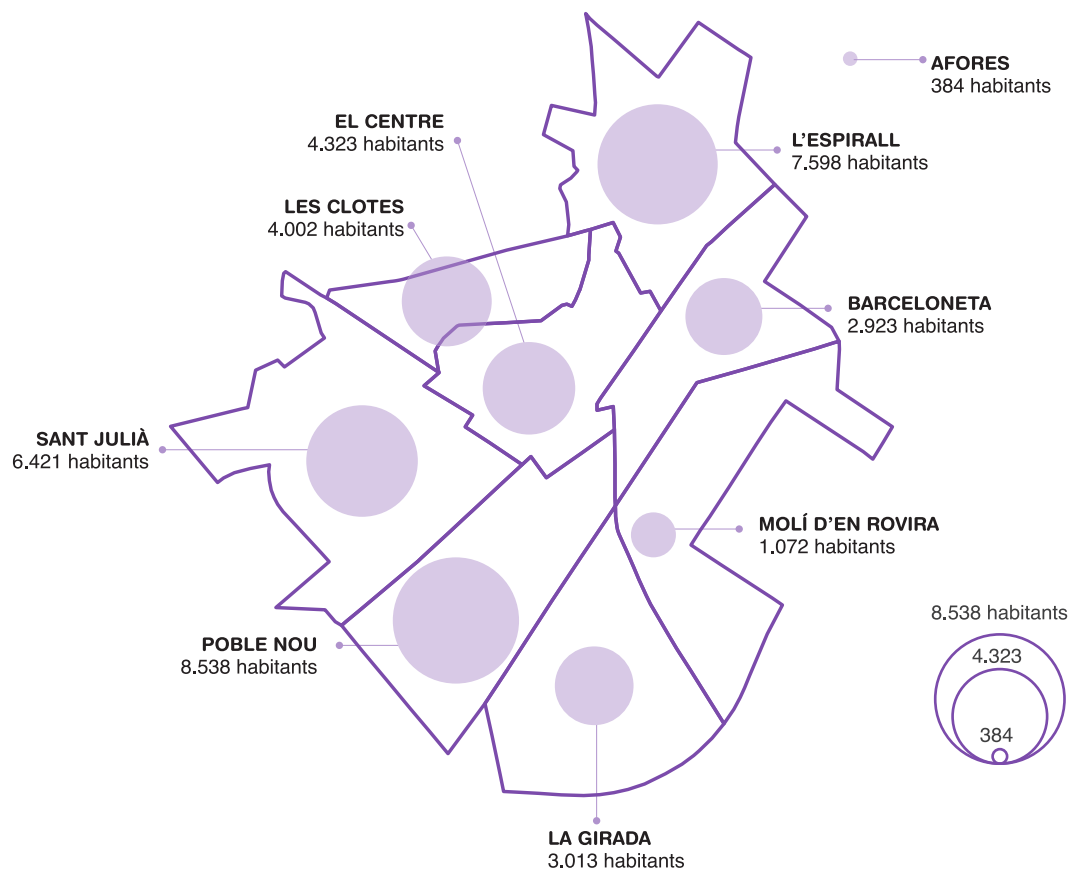 AFORES
384 habitants
EL CENTRE
4.323 habitants
L'ESPIRALL
7.598 habitants
LES CLOTES
4.002 habitants
BARCELONETA
2.923 habitants
SANT JULIÀ
6.421 habitants
MOLÍ D'EN ROVIRA
1.072 habitants
POBLE NOU
8.538 habitants
8.538 habitants
4.323
384
LA GIRADA
3.013 habitants